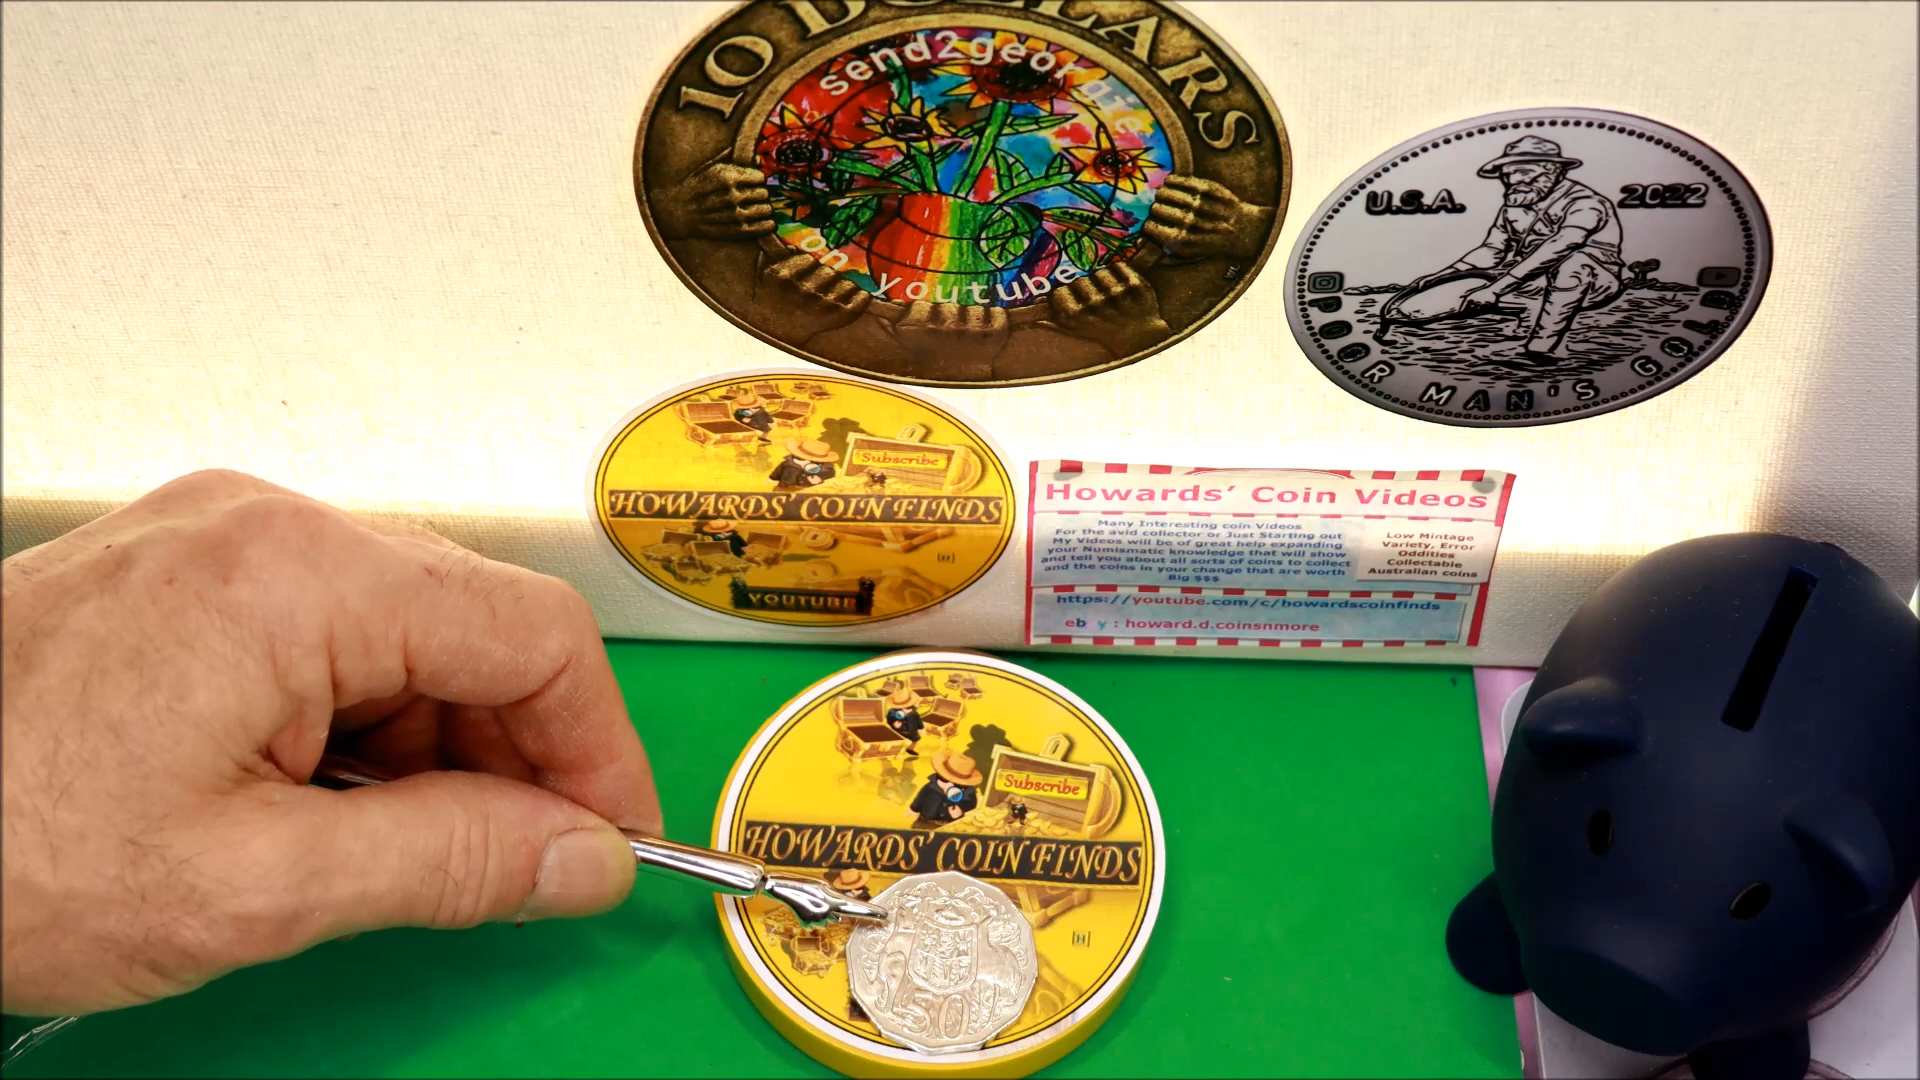 10 DOLLARS
send2georgie
on youtube
U.S.A. 2022
POOR MAN'S GOLD
Subscribe
HOWARDS' COIN FINDS
[H]
YOUTUBE
Howards' Coin Videos
Many Interesting coin Videos
For the avid collector or Just Starting out
My Videos will be of great help expanding
your Numismatic knowledge that will show
and tell you about all sorts of coins to collect
and the coins in your change that are worth
Big $$$
Low Mintage
Variety, Error
Oddities
Collectable
Australian coins
https://youtube.com/c/howardscoinfinds
eb y : howard.d.coinsnmore
Subscribe
HOWARDS' COIN FINDS
[H]
50